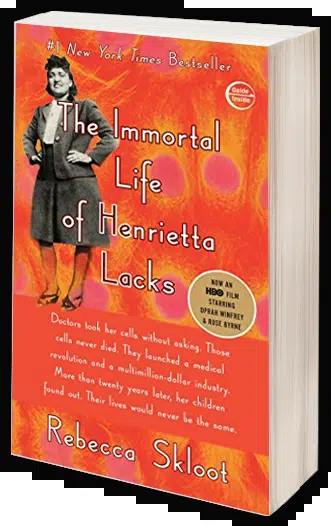 #1 New York Times Bestseller
Guide
Inside
The Immortal
Life
of Henrietta
Lacks
NOW AN
HBO FILM
STARRING
OPRAH WINFREY
& ROSE BYRNE
Doctors took her cells without asking. Those
cells never died. They launched a medical
revolution and a multimillion-dollar industry.
More than twenty years later, her children
found out. Their lives would never be the same.
Rebecca Skloot